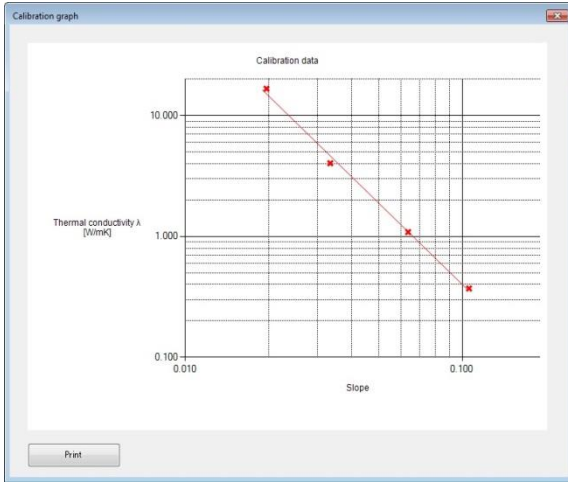 Calibration graph
Calibration data
10.000
Thermal conductivity λ
[W/mK]
1.000
0.100
0.010
0.100
Slope
Print